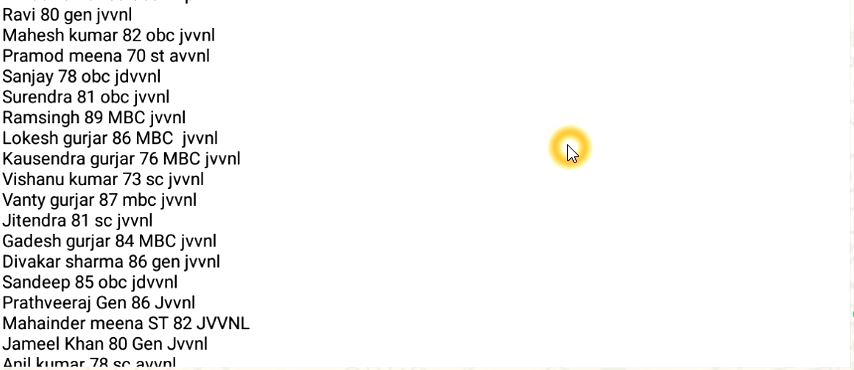 Ravi 80 gen jvvnl
Mahesh kumar 82 obc jvvnl
Pramod meena 70 st avvnl
Sanjay 78 obc jdvvnl
Surendra 81 obc jvvnl
Ramsingh 89 MBC jvvnl
Lokesh gurjar 86 MBC  jvvnl
Kausendra gurjar 76 MBC jvvnl
Vishanu kumar 73 sc jvvnl
Vanty gurjar 87 mbc jvvnl
Jitendra 81 sc jvvnl
Gadesh gurjar 84 MBC jvvnl
Divakar sharma 86 gen jvvnl
Sandeep 85 obc jdvvnl
Prathveeraj Gen 86 Jvvnl
Mahainder meena ST 82 JVVNL
Jameel Khan 80 Gen Jvvnl
Anil kumar 78 sc avvnl